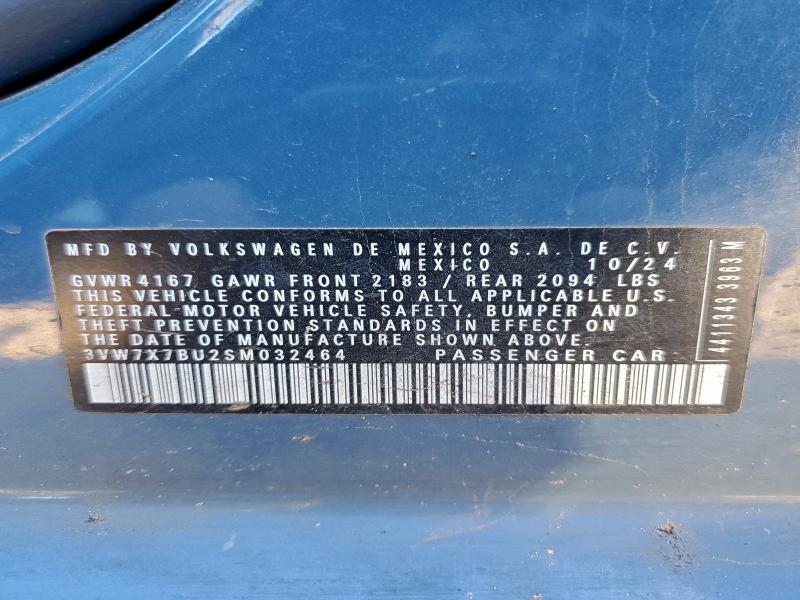 MFD BY VOLKSWAGEN DE MEXICO S.A. DE C.V.
MEXICO 10/24
GVWR 4167 GAWR FRONT 2183 / REAR 2094 LBS
THIS VEHICLE CONFORMS TO ALL APPLICABLE U.S.
FEDERAL MOTOR VEHICLE SAFETY, BUMPER AND
THEFT PREVENTION STANDARDS IN EFFECT ON
THE DATE OF MANUFACTURE SHOWN ABOVE.
3VW7X7BU2SM032464 PASSENGER CAR
4411343 3963 M